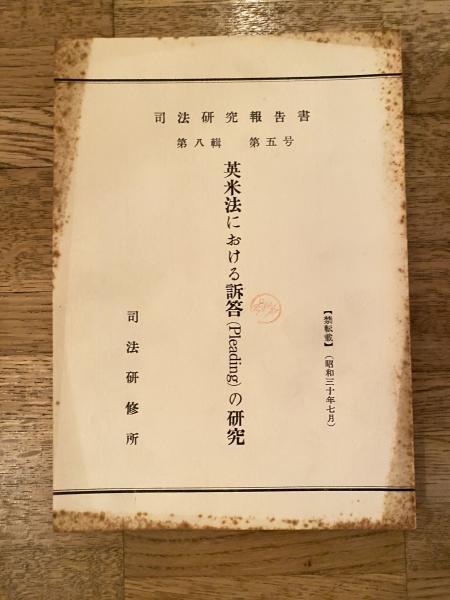 司法研究報告書
第八輯 第五号
【禁転載】(昭和三十年七月)
英米法における訴答(Pleading)の研究
司法研修所